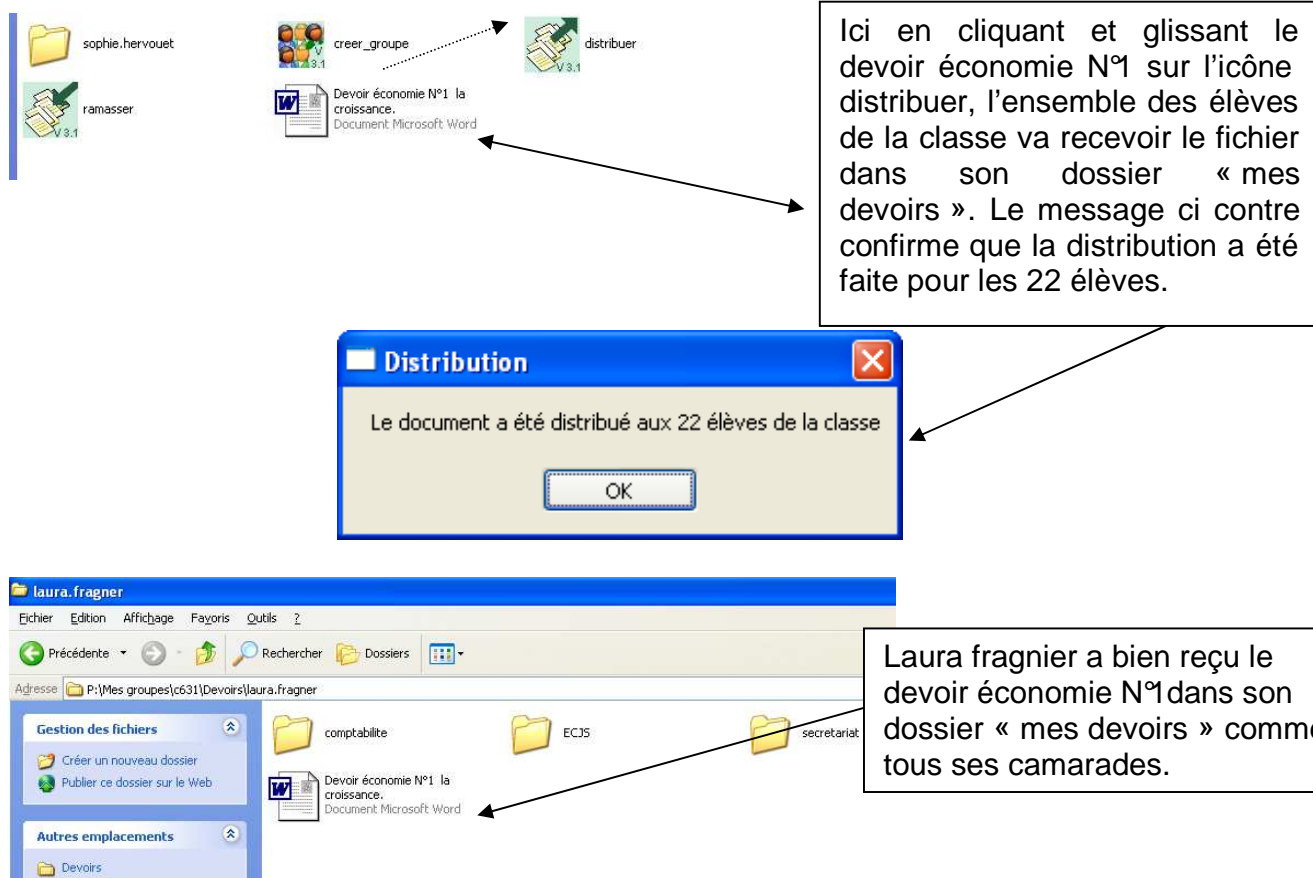 sophie.hervouet
creer_groupe
V
3.1
distribuer
V 3.1
ramasser
V 3.1
Devoir économie N°1 la
croissance.
Document Microsoft Word
Ici en cliquant et glissant le
devoir économie N°1 sur l'icône
distribuer, l'ensemble des élèves
de la classe va recevoir le fichier
dans son dossier « mes
devoirs ». Le message ci contre
confirme que la distribution a été
faite pour les 22 élèves.
Distribution
Le document a été distribué aux 22 élèves de la classe
OK
laura.fragner
Fichier Edition Affichage Favoris Outils ?
Précédente Rechercher Dossiers
Adresse P:\Mes groupes\c631\Devoirs\laura.fragner
Gestion des fichiers
Créer un nouveau dossier
Publier ce dossier sur le Web
Autres emplacements
Devoirs
comptabilite
ECJS
secretariat
Devoir économie N°1 la
croissance.
Document Microsoft Word
Laura fragnier a bien reçu le
devoir économie N°1dans son
dossier « mes devoirs » comme
tous ses camarades.